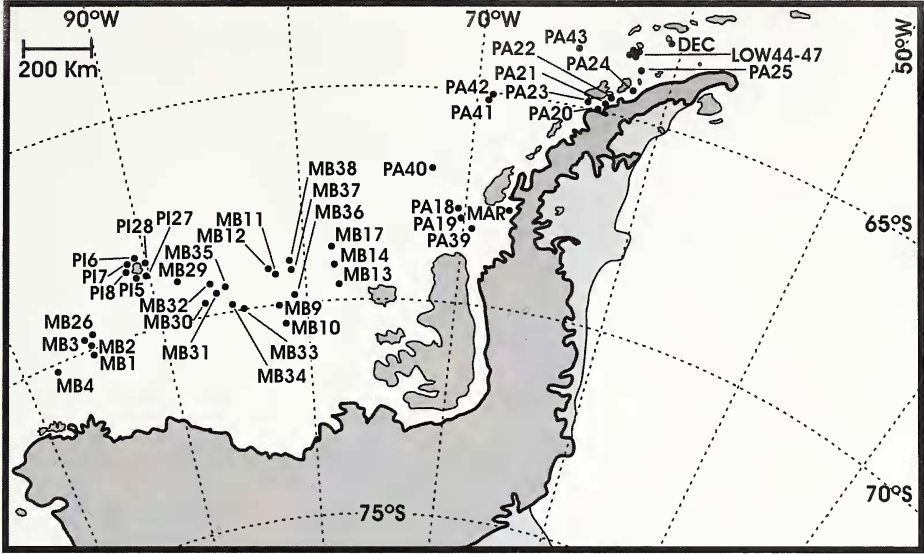 90°W
70°W
50°W
200 Km
PA43
PA22
DEC
PA24
LOW44-47
PA21
PA25
PA42
PA23
PA41
PA20
PA40
MB38
MB37
MB36
PA18
MAR
PA19
PA39
65°S
PI28
PI27
MB11
MB12
MB17
PI6
MB35
MB14
PI7
MB29
MB13
PI8
PI5
MB32
MB9
MB30
MB10
MB26
MB3
MB2
MB31
MB33
MB1
MB34
MB4
75°S
70°S